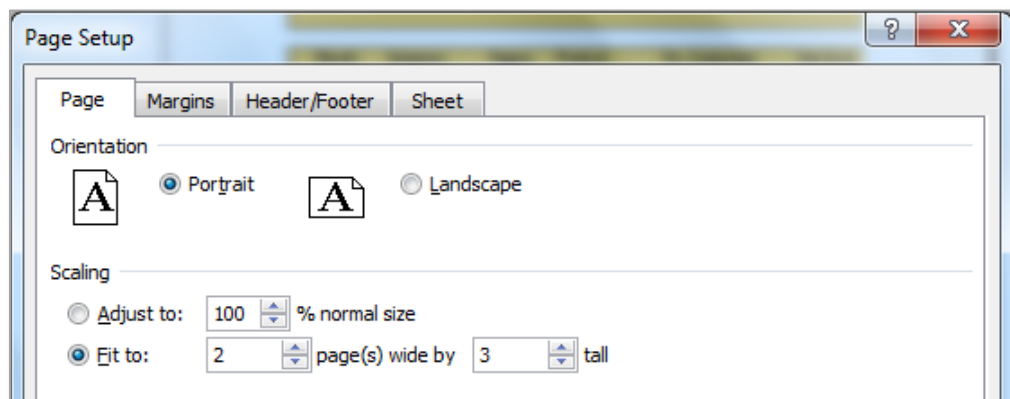 Page Setup
Page Margins Header/Footer Sheet
Orientation
A Portrait A Landscape
Scaling
Adjust to: 100 % normal size
Fit to: 2 page(s) wide by 3 tall